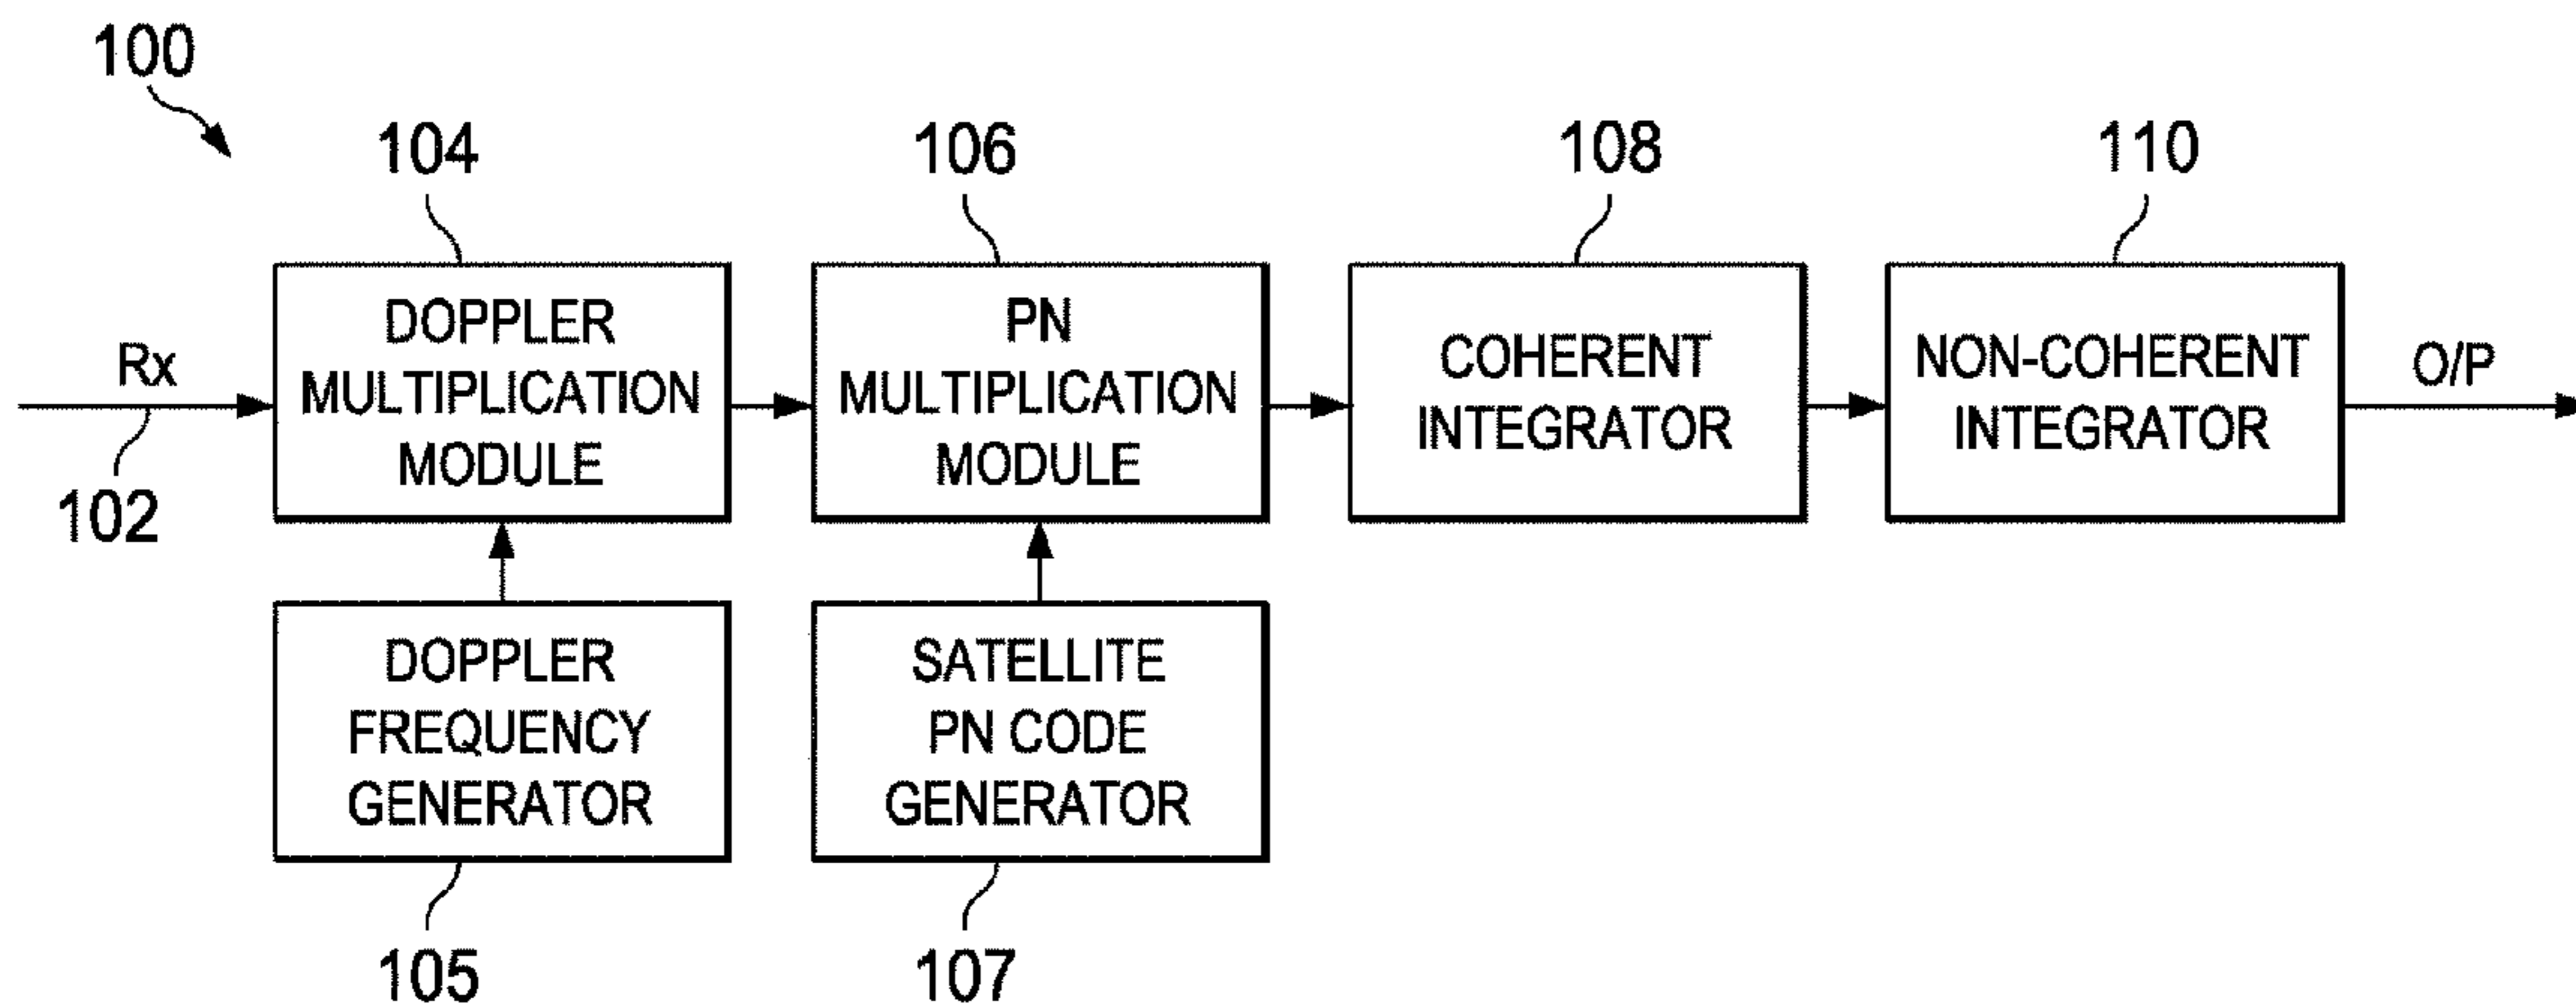 100
104
106
108
110
Rx
102
DOPPLER
MULTIPLICATION
MODULE
PN
MULTIPLICATION
MODULE
COHERENT
INTEGRATOR
NON-COHERENT
INTEGRATOR
O/P
DOPPLER
FREQUENCY
GENERATOR
SATELLITE
PN CODE
GENERATOR
105
107